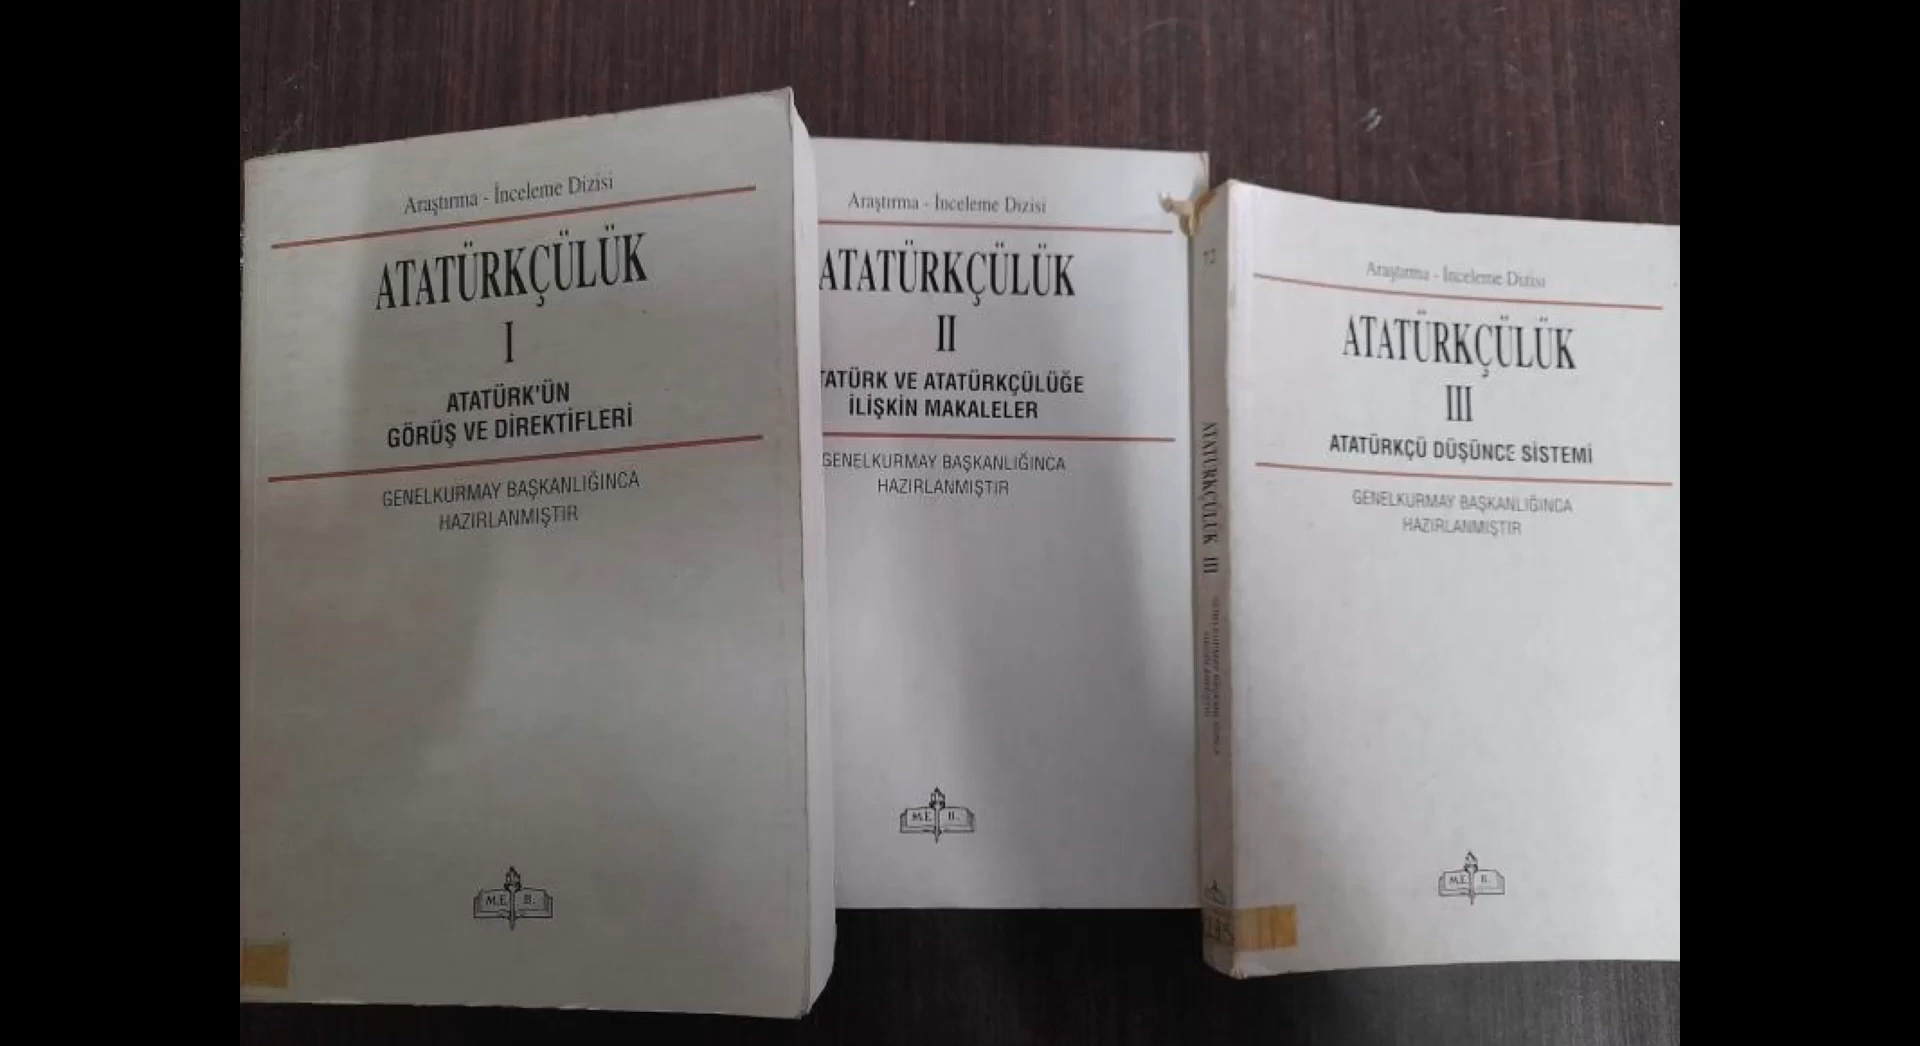 Araştırma - İnceleme Dizisi
ATATÜRKÇÜLÜK
I
ATATÜRK'ÜN
GÖRÜŞ VE DİREKTİFLERİ
GENELKURMAY BAŞKANLIĞINCA
HAZIRLANMIŞTIR
M.E B.
Araştırma - İnceleme Dizisi
ATATÜRKÇÜLÜK
II
TATÜRK VE ATATÜRKÇÜLÜĞE
İLİŞKİN MAKALELER
GENELKURMAY BAŞKANLIĞINCA
HAZIRLANMIŞTIR
M.E B.
ATATÜRKÇÜLÜK III
Araştırma - İnceleme Dizisi
ATATÜRKÇÜLÜK
III
ATATÜRKÇÜ DÜŞÜNCE SİSTEMİ
GENELKURMAY BAŞKANLIĞINCA
HAZIRLANMIŞTIR
M.E B.